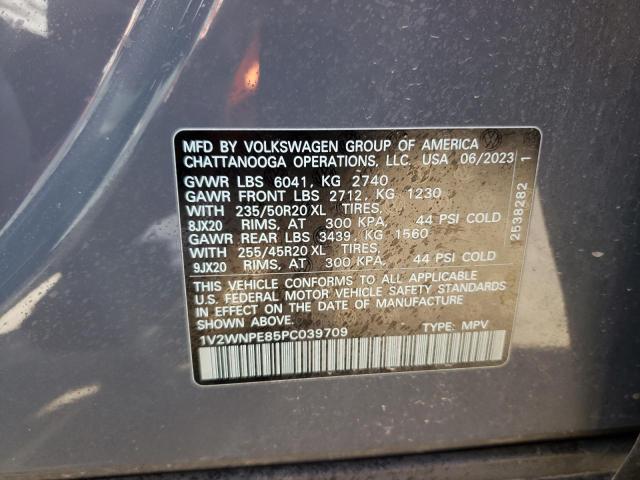 MFD BY VOLKSWAGEN GROUP OF AMERICA
CHATTANOOGA OPERATIONS, LLC. USA 06/2023
GVWR LBS 6041, KG 2740
GAWR FRONT LBS 2712, KG 1230
WITH 235/50R20 XL TIRES,
8JX20 RIMS, AT 300 KPA, 44 PSI COLD
GAWR REAR LBS 3439, KG 1560
WITH 255/45R20 XL TIRES,
9JX20 RIMS, AT 300 KPA, 44 PSI COLD
THIS VEHICLE CONFORMS TO ALL APPLICABLE
U.S. FEDERAL MOTOR VEHICLE SAFETY STANDARDS
IN EFFECT ON THE DATE OF MANUFACTURE
SHOWN ABOVE.
1V2WNPE85PC039709 TYPE: MPV
2538282 1